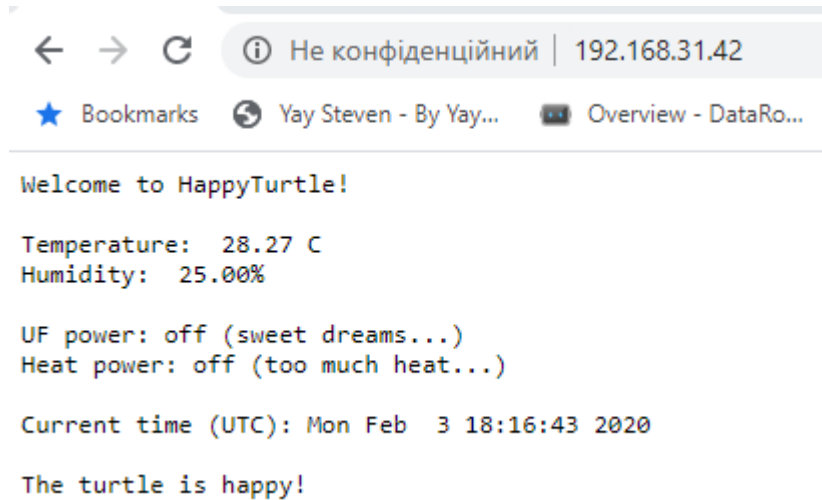 Не конфіденційний | 192.168.31.42
Bookmarks Yay Steven - By Yay... Overview - DataRo...
Welcome to HappyTurtle!
Temperature:  28.27 C
Humidity:  25.00%
UF power: off (sweet dreams...)
Heat power: off (too much heat...)
Current time (UTC): Mon Feb  3 18:16:43 2020
The turtle is happy!